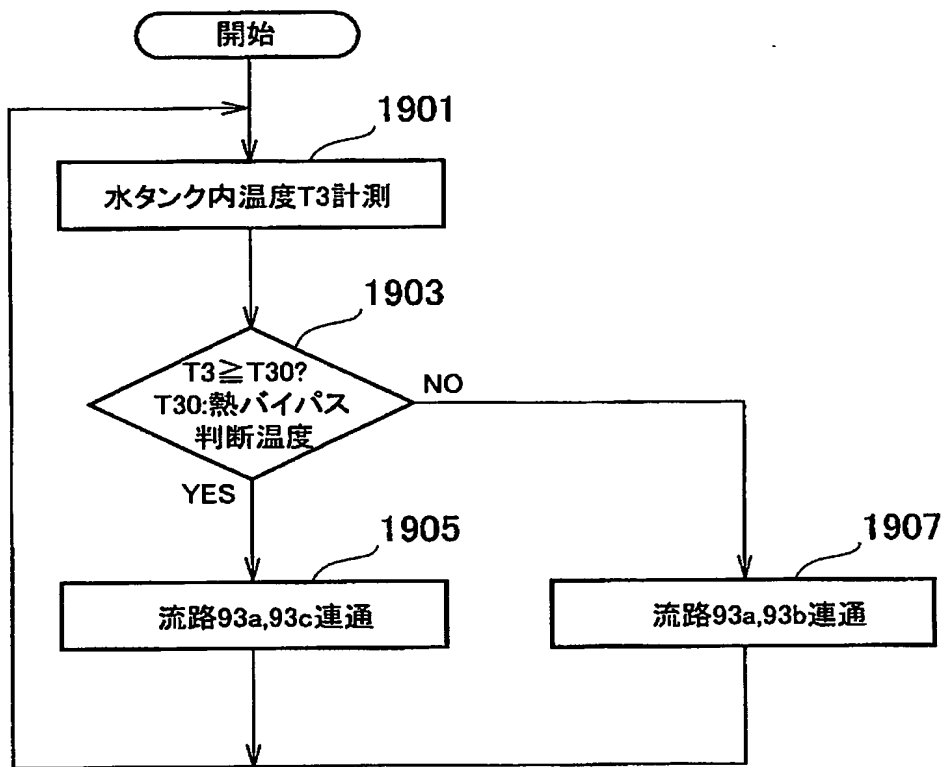 開始
1901
水タンク内温度T3計測
1903
T3≧T30?
T30:熱バイパス
判断温度
NO
YES
1905
流路93a,93c連通
1907
流路93a,93b連通